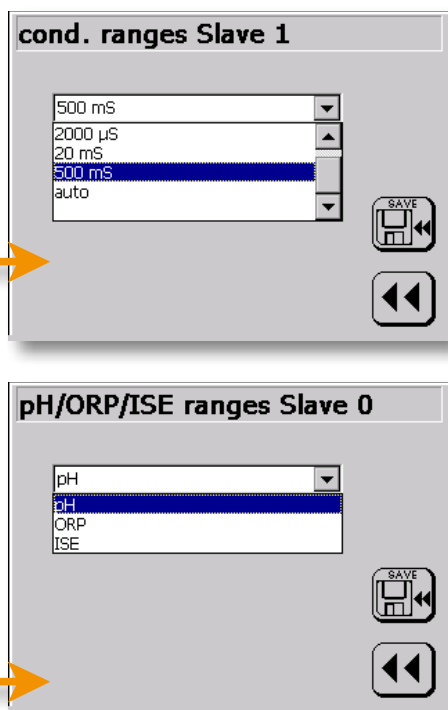 cond. ranges Slave 1
500 mS
2000 µS
20 mS
500 mS
auto
SAVE
pH/ORP/ISE ranges Slave 0
pH
pH
ORP
ISE
SAVE